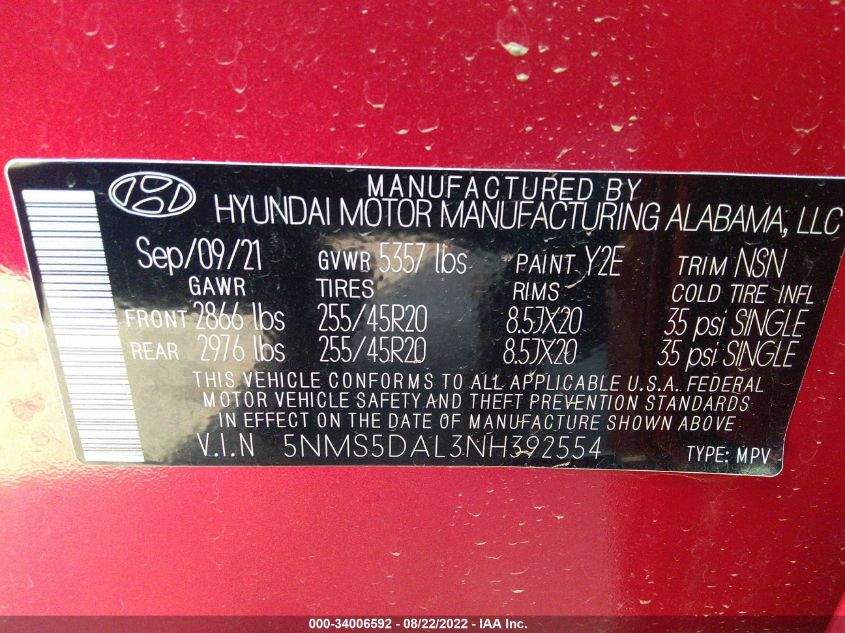 MANUFACTURED BY
HYUNDAI MOTOR MANUFACTURING ALABAMA, LLC
Sep/09/21 GVWR 5357 lbs PAINT Y2E TRIM NSN
GAWR TIRES RIMS COLD TIRE INFL
FRONT 2866 lbs 255/45R20 8.5JX20 35 psi SINGLE
REAR 2976 lbs 255/45R20 8.5JX20 35 psi SINGLE
THIS VEHICLE CONFORMS TO ALL APPLICABLE U.S.A. FEDERAL
MOTOR VEHICLE SAFETY AND THEFT PREVENTION STANDARDS
IN EFFECT ON THE DATE OF MANUFACTURE SHOWN ABOVE
V.I.N 5NMS5DAL3NH392554 TYPE: MPV
000-34006592 - 08/22/2022 - IAA Inc.